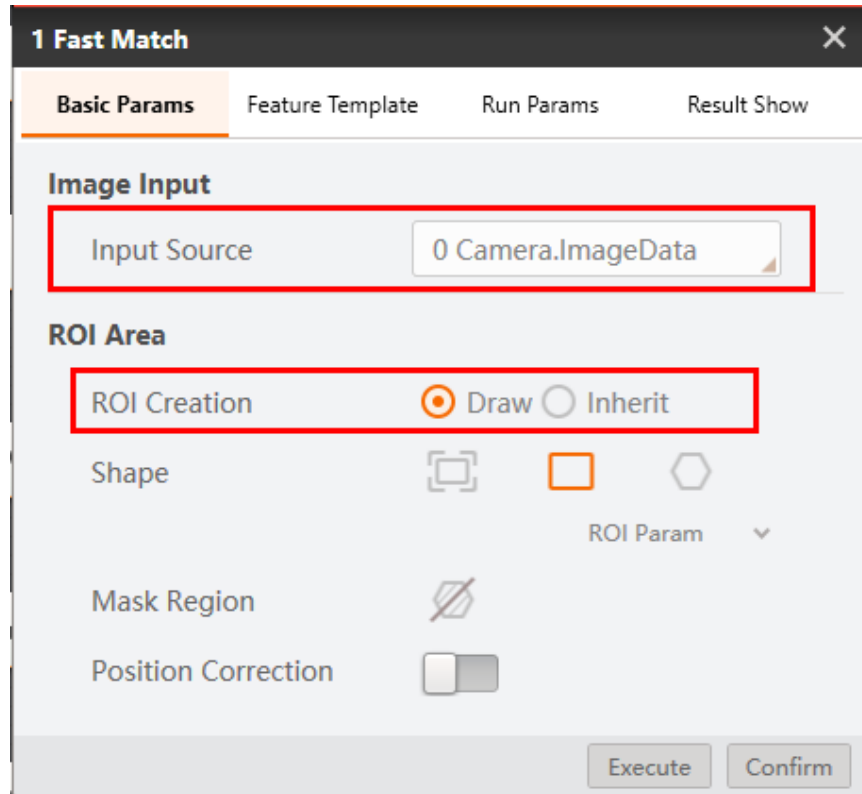 1 Fast Match
Basic Params Feature Template Run Params Result Show
Image Input
Input Source 0 Camera.ImageData
ROI Area
ROI Creation Draw Inherit
Shape
ROI Param
Mask Region
Position Correction
Execute Confirm